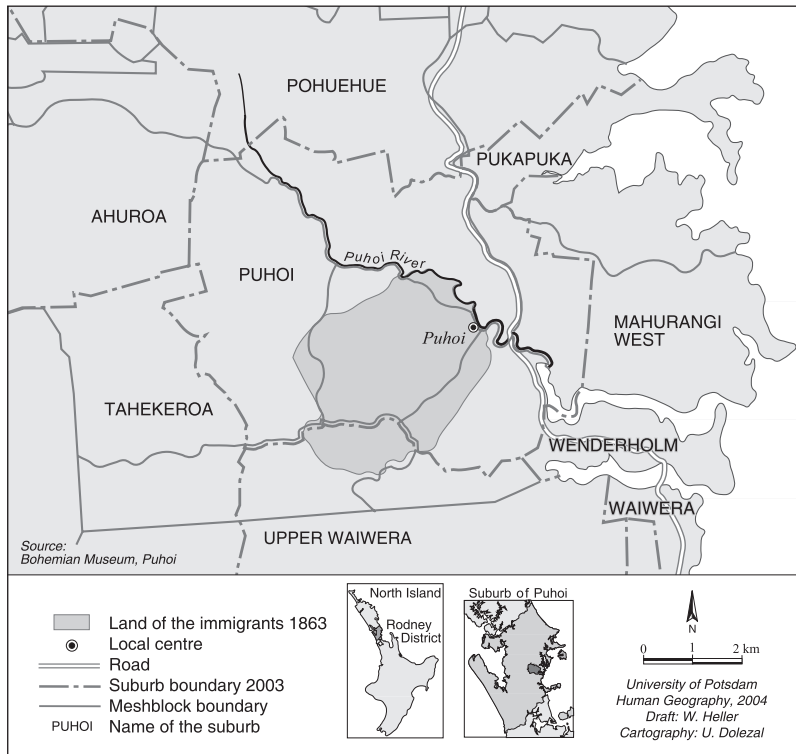 POHUEHUE
PUKAPUKA
AHUROA
Puhoi River
PUHOI
Puhoi
MAHURANGI
WEST
TAHEKEROA
WENDERHOLM
WAIWERA
UPPER WAIWERA
Source:
Bohemian Museum, Puhoi
Land of the immigrants 1863
Local centre
Road
Suburb boundary 2003
Meshblock boundary
PUHOI Name of the suburb
North Island
Rodney
District
Suburb of Puhoi
N
0 1 2 km
University of Potsdam
Human Geography, 2004
Draft: W. Heller
Cartography: U. Dolezal